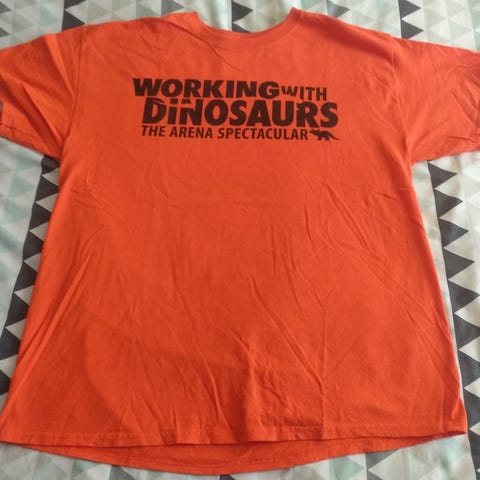 WORKING WITH
DINOSAURS
THE ARENA SPECTACULAR